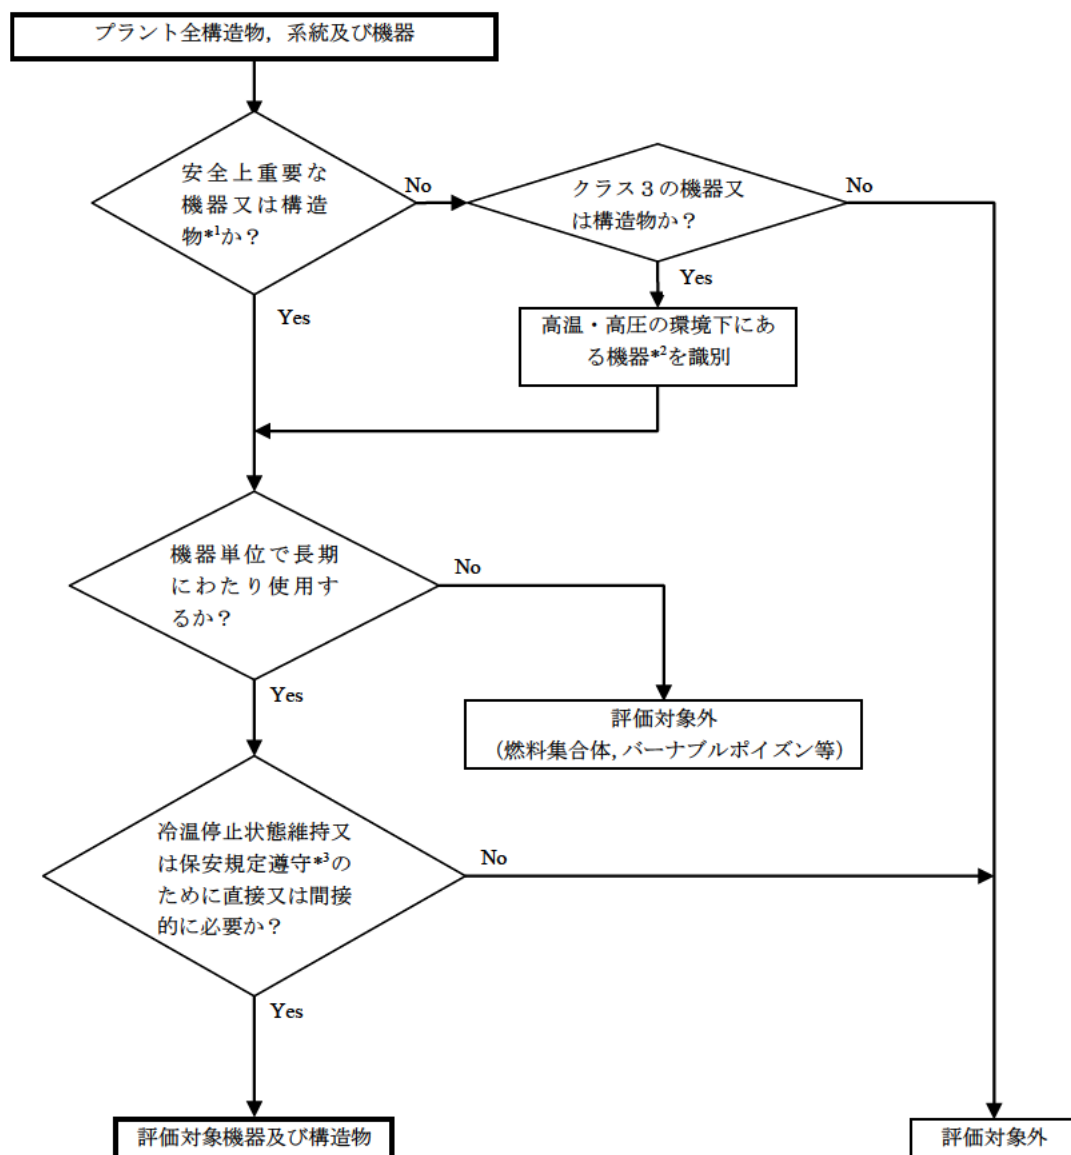 プラント全構造物，系統及び機器
安全上重要な
機器又は構造
物*1か？
No
クラス３の機器又
は構造物か？
No
Yes
Yes
高温・高圧の環境下にあ
る機器*2を識別
機器単位で長期
にわたり使用す
るか？
No
Yes
評価対象外
（燃料集合体,バーナブルポイズン等）
冷温停止状態維持又
は保安規定遵守*3の
ために直接又は間接
的に必要か？
No
Yes
評価対象機器及び構造物
評価対象外